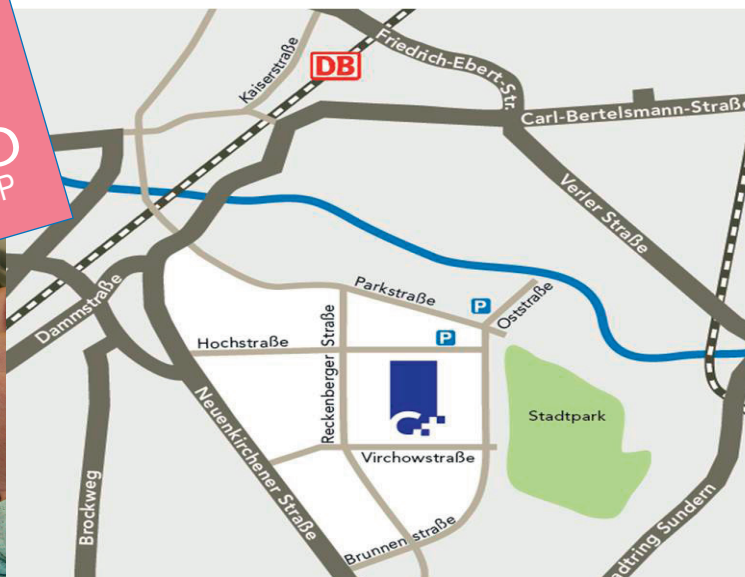 Friedrich-Ebert-Str.
DB
Kaiserstraße
Carl-Bertelsmann-Straße
P
Verler Straße
Parkstraße
P
Oststraße
Dammstraße
Hochstraße
Reckenberger Straße
P
Neuenkirchener Straße
Stadtpark
Virchowstraße
Brockweg
Brunnenstraße